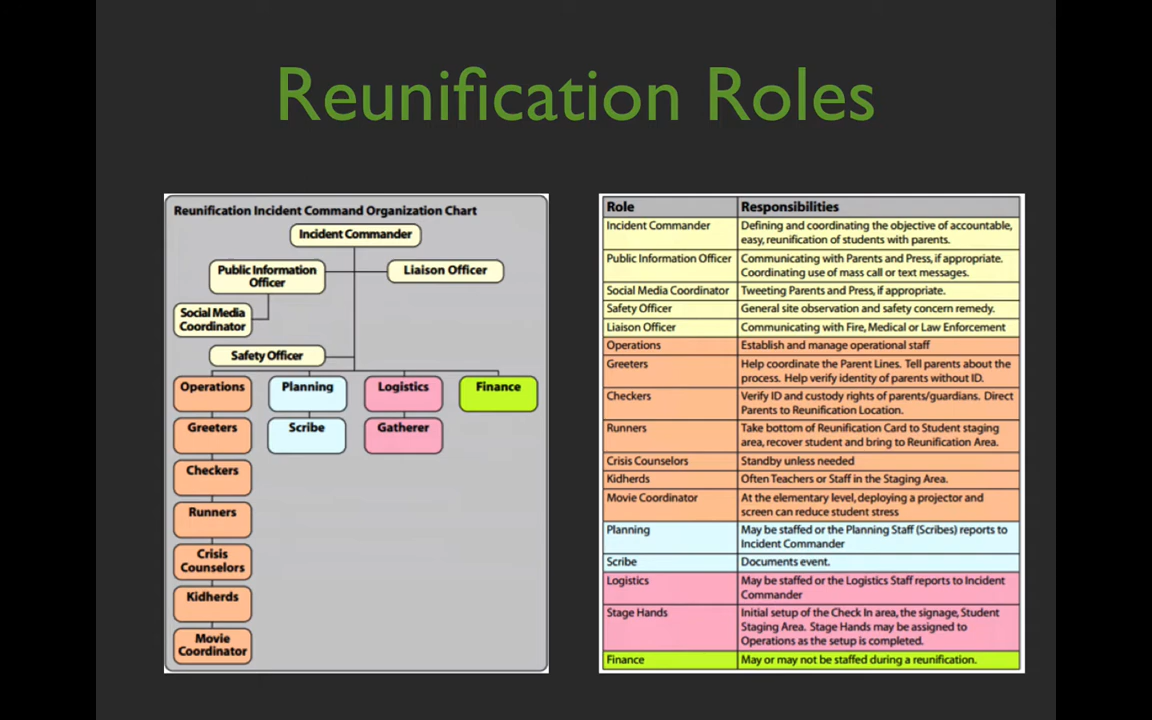 Reunification Roles
Reunification Incident Command Organization Chart
Incident Commander
Public Information
Officer
Liaison Officer
Social Media
Coordinator
Safety Officer
Operations
Planning
Logistics
Finance
Greeters
Scribe
Gatherer
Checkers
Runners
Crisis
Counselors
Kidherds
Movie
Coordinator
Role Responsibilities
Incident Commander Defining and coordinating the objective of accountable,
easy, reunification of students with parents.
Public Information Officer Communicating with Parents and Press, if appropriate.
Coordinating use of mass call or text messages.
Social Media Coordinator Tweeting Parents and Press, if appropriate.
Safety Officer General site observation and safety concern remedy.
Liaison Officer Communicating with Fire, Medical or Law Enforcement
Operations Establish and manage operational staff
Greeters Help coordinate the Parent Lines. Tell parents about the
process. Help verify identity of parents without ID.
Checkers Verify ID and custody rights of parents/guardians. Direct
Parents to Reunification Location.
Runners Take bottom of Reunification Card to Student staging
area, recover student and bring to Reunification Area.
Crisis Counselors Standby unless needed
Kidherds Often Teachers or Staff in the Staging Area.
Movie Coordinator At the elementary level, deploying a projector and
screen can reduce student stress
Planning May be staffed or the Planning Staff (Scribes) reports to
Incident Commander
Scribe Documents event.
Logistics May be staffed or the Logistics Staff reports to Incident
Commander
Stage Hands Initial setup of the Check In area, the signage, Student
Staging Area. Stage Hands may be assigned to
Operations as the setup is completed.
Finance May or may not be staffed during a reunification.